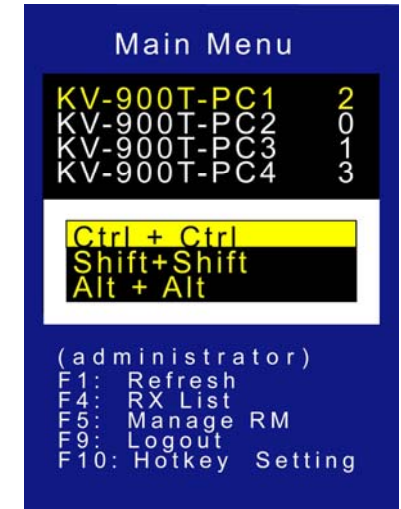 Main Menu
KV-900T-PC1 2
KV-900T-PC2 0
KV-900T-PC3 1
KV-900T-PC4 3
Ctrl + Ctrl
Shift+Shift
Alt + Alt
(administrator)
F1: Refresh
F4: RX List
F5: Manage RM
F9: Logout
F10: Hotkey Setting